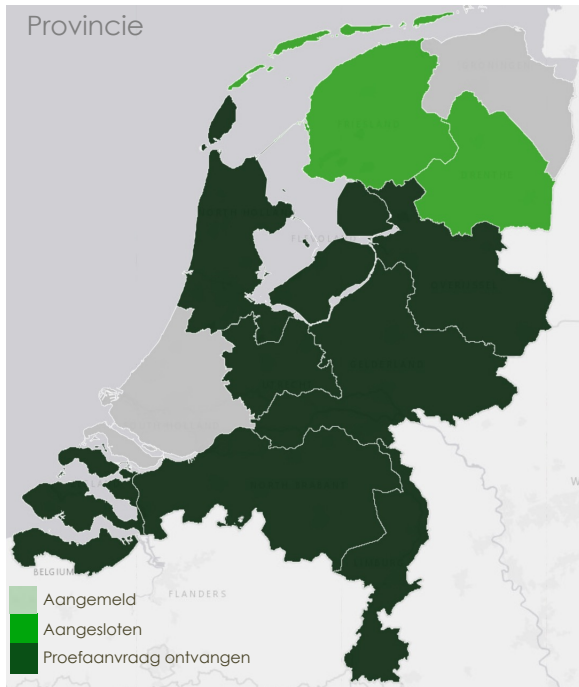 Provincie
BELGIUM
FLANDERS
W
Aangemeld
Aangesloten
Proefaanvraag ontvangen